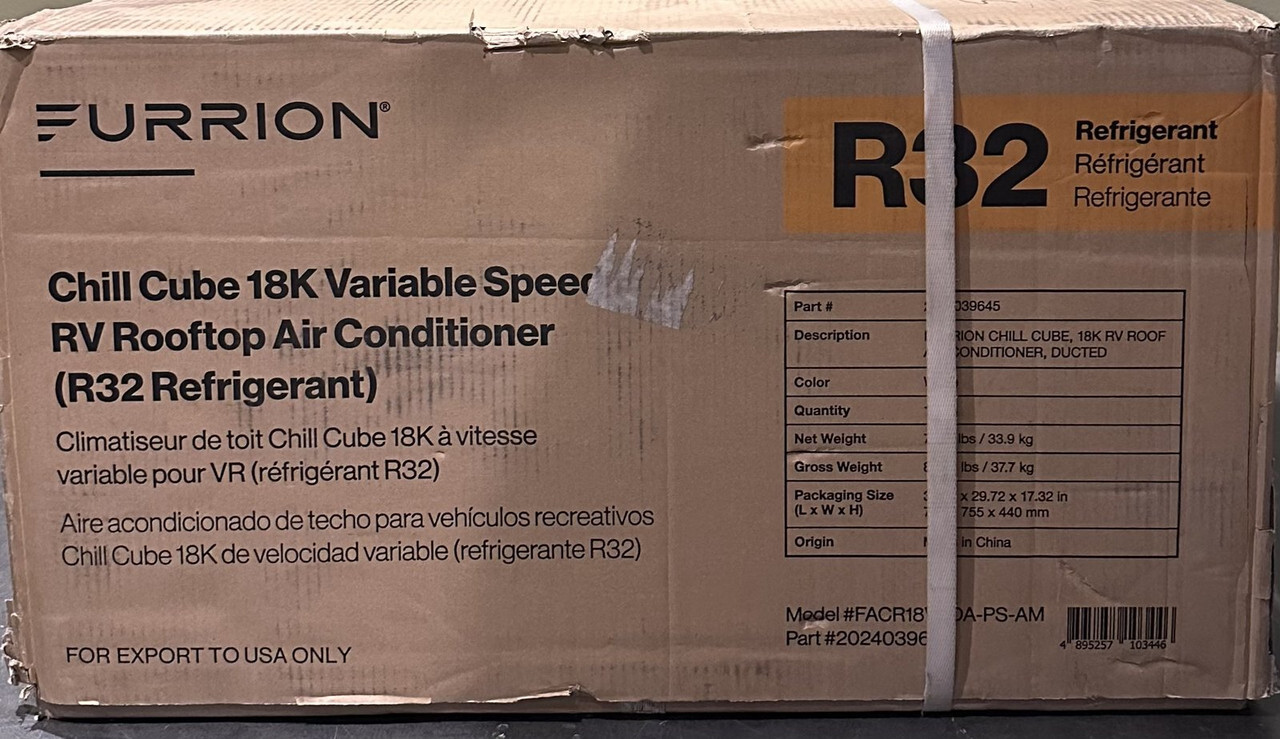 FURRION®
R32
Refrigerant
Réfrigérant
Refrigerante
Chill Cube 18K Variable Spee
RV Rooftop Air Conditioner
(R32 Refrigerant)
Climatiseur de toit Chill Cube 18K à vitesse
variable pour VR (réfrigérant R32)
Aire acondicionado de techo para vehículos recreativos
Chill Cube 18K de velocidad variable (refrigerante R32)
FOR EXPORT TO USA ONLY
Part # 039645
Description RION CHILL CUBE, 18K RV ROOF
CONDITIONER, DUCTED
Color
Quantity
Net Weight lbs / 33.9 kg
Gross Weight lbs / 37.7 kg
Packaging Size x 29.72 x 17.32 in
(L x W x H) 755 x 440 mm
Origin in China
Model #FACR18 DA-PS-AM
Part #20240396
4 895257 103446